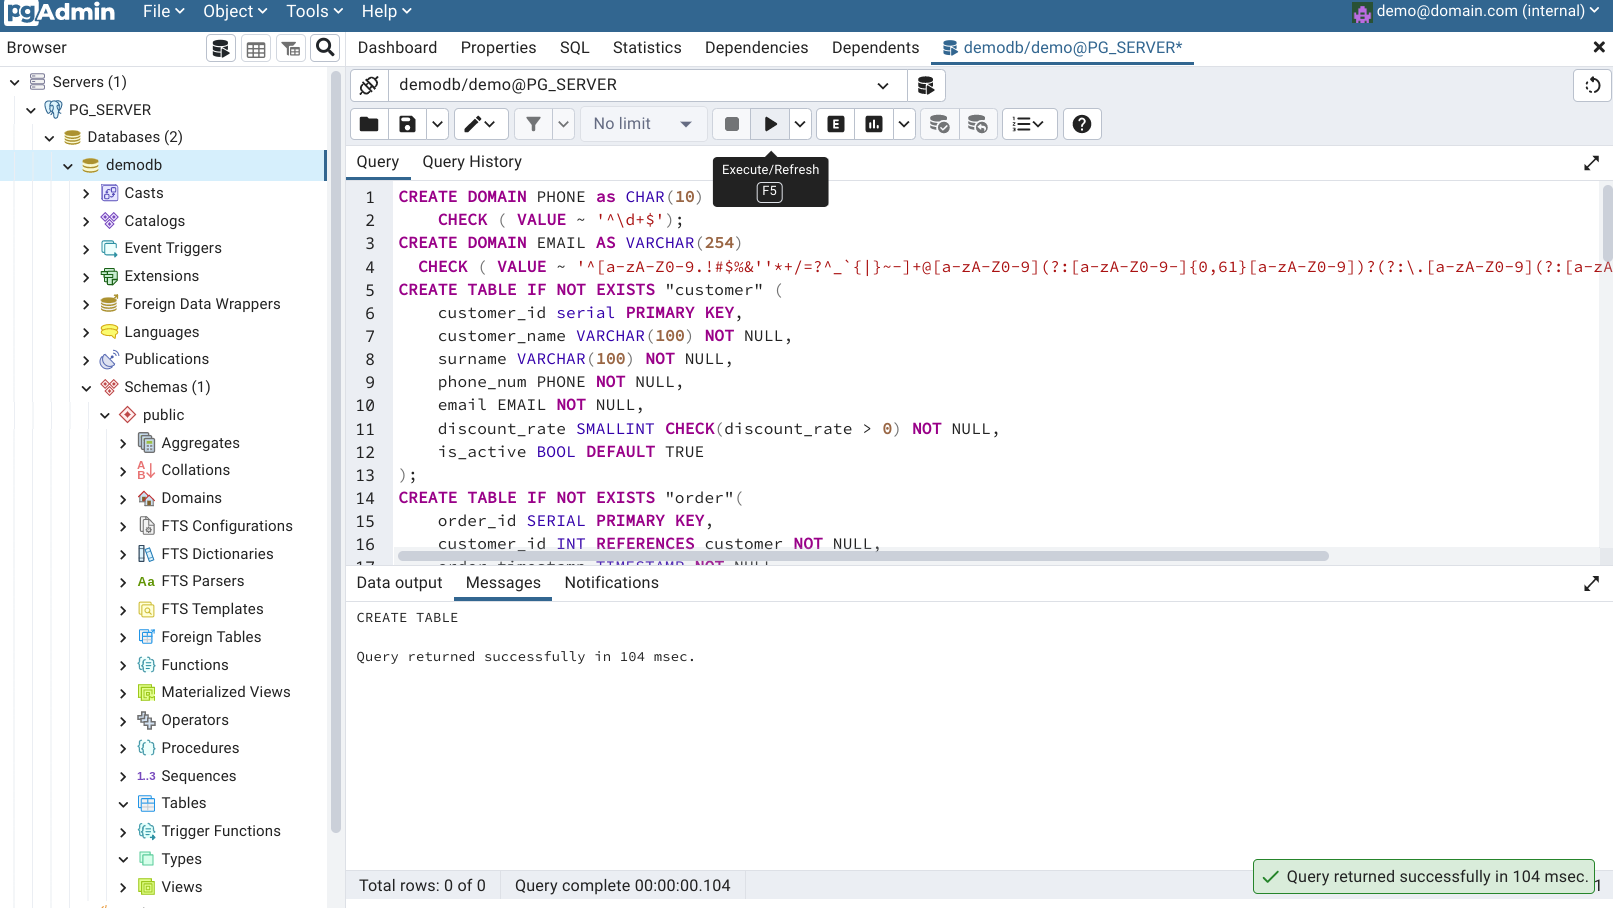 pgAdmin File Object Tools Help demo@domain.com (internal)
Browser Dashboard Properties SQL Statistics Dependencies Dependents demodb/demo@PG_SERVER*
Servers (1)
PG_SERVER
Databases (2)
demodb
Casts
Catalogs
Event Triggers
Extensions
Foreign Data Wrappers
Languages
Publications
Schemas (1)
public
Aggregates
Collations
Domains
FTS Configurations
FTS Dictionaries
Aa FTS Parsers
FTS Templates
Foreign Tables
Functions
Materialized Views
Operators
Procedures
1..3 Sequences
Tables
Trigger Functions
Types
Views
demodb/demo@PG_SERVER
No limit E
Query Query History
Execute/Refresh
F5
1 CREATE DOMAIN PHONE as CHAR(10)
2 CHECK ( VALUE ~ '^\d+$');
3 CREATE DOMAIN EMAIL AS VARCHAR(254)
4 CHECK ( VALUE ~ '^[a-zA-Z0-9.!#$%&''*+/=?^_`{|}~-]+@[a-zA-Z0-9](?:[a-zA-Z0-9-]{0,61}[a-zA-Z0-9])?(?:\.[a-zA-Z0-9](?:[a-zA
5 CREATE TABLE IF NOT EXISTS "customer" (
6 customer_id serial PRIMARY KEY,
7 customer_name VARCHAR(100) NOT NULL,
8 surname VARCHAR(100) NOT NULL,
9 phone_num PHONE NOT NULL,
10 email EMAIL NOT NULL,
11 discount_rate SMALLINT CHECK(discount_rate > 0) NOT NULL,
12 is_active BOOL DEFAULT TRUE
13 );
14 CREATE TABLE IF NOT EXISTS "order"(
15 order_id SERIAL PRIMARY KEY,
16 customer_id INT REFERENCES customer NOT NULL,
Data output Messages Notifications
CREATE TABLE
Query returned successfully in 104 msec.
Total rows: 0 of 0 Query complete 00:00:00.104
Query returned successfully in 104 msec.